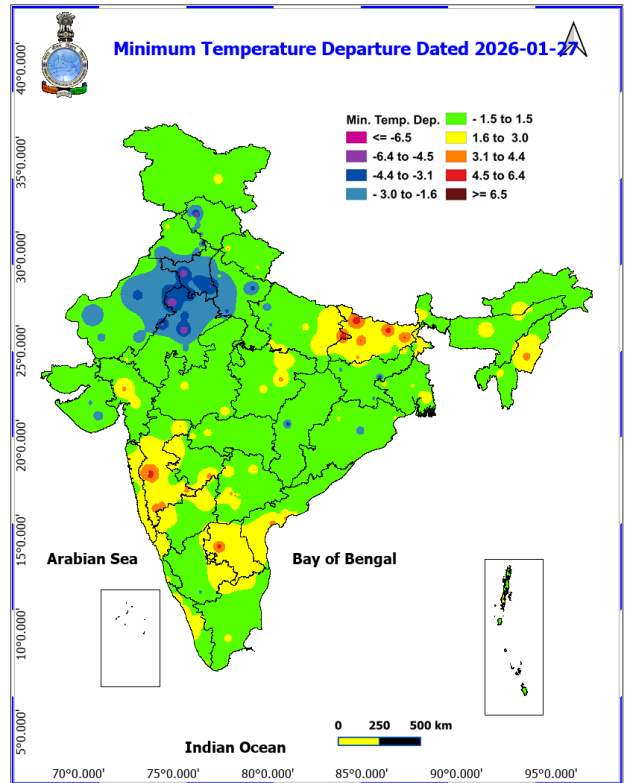 Minimum Temperature Departure Dated 2026-01-27
Min. Temp. Dep.
<= -6.5
-6.4 to -4.5
-4.4 to -3.1
- 3.0 to -1.6
- 1.5 to 1.5
1.6 to 3.0
3.1 to 4.4
4.5 to 6.4
>= 6.5
40°0.000'
35°0.000'
30°0.000'
25°0.000'
20°0.000'
15°0.000'
10°0.000'
5°0.000'
Arabian Sea
Bay of Bengal
Indian Ocean
0 250 500 km
70°0.000' 75°0.000' 80°0.000' 85°0.000' 90°0.000' 95°0.000'